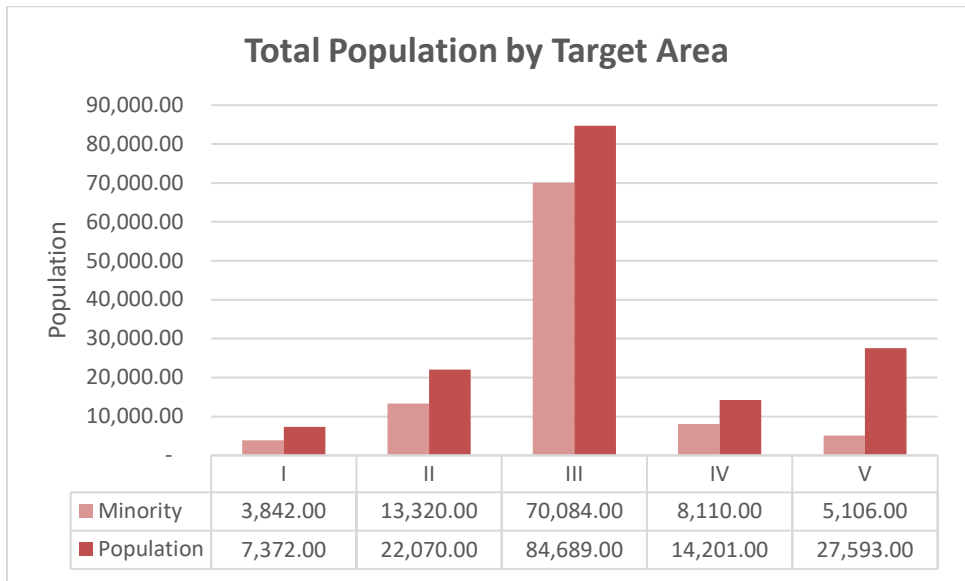 Total Population by Target Area
Population
90,000.00
80,000.00
70,000.00
60,000.00
50,000.00
40,000.00
30,000.00
20,000.00
10,000.00
-
I II III IV V
Minority 3,842.00 13,320.00 70,084.00 8,110.00 5,106.00
Population 7,372.00 22,070.00 84,689.00 14,201.00 27,593.00